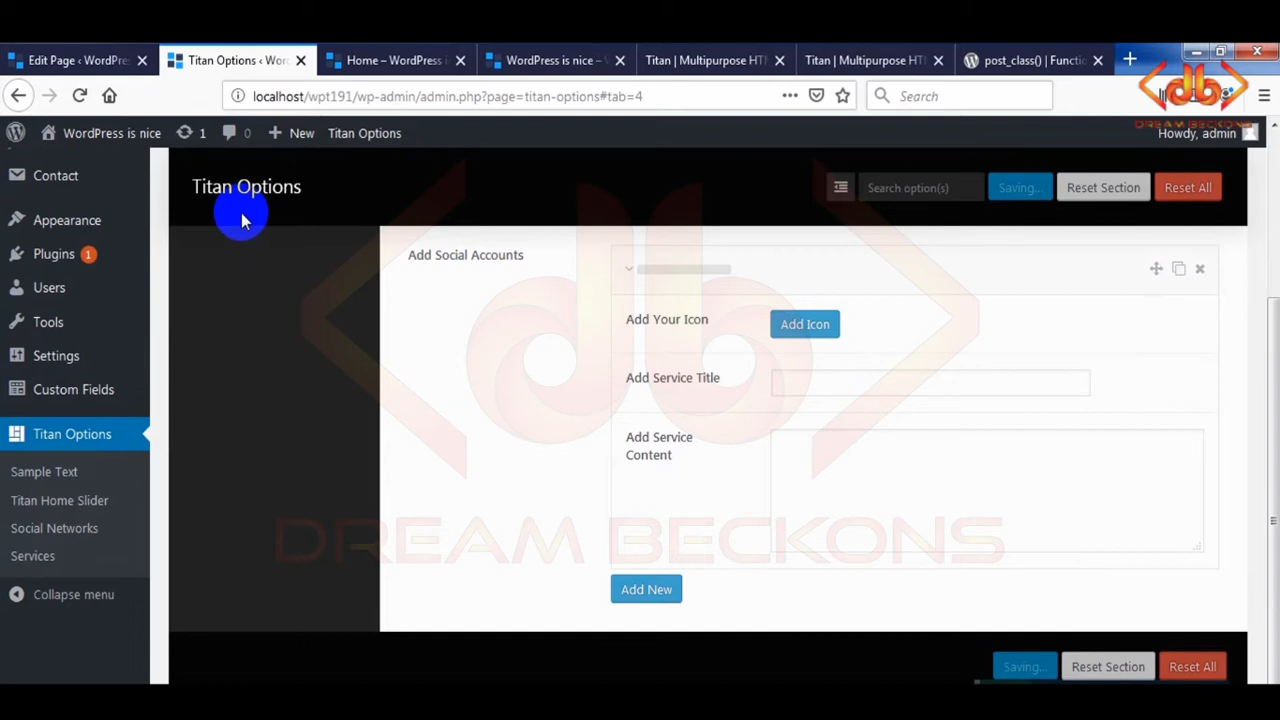 Edit Page ‹ WordPre
Titan Options ‹ Wor
Home – WordPress i
WordPress is nice –
Titan | Multipurpose HT
Titan | Multipurpose HT
post_class() | Functi
localhost/wpt191/wp-admin/admin.php?page=titan-options#tab=4
Search
DREAM BECKONS
WordPress is nice
1
0
New
Titan Options
Howdy, admin
Contact
Appearance
Plugins 1
Users
Tools
Settings
Custom Fields
Titan Options
Sample Text
Titan Home Slider
Social Networks
Services
Collapse menu
Titan Options
Search option(s)
Saving...
Reset Section
Reset All
Add Social Accounts
Add Your Icon
Add Icon
Add Service Title
Add Service
Content
DREAM BECKONS
Add New
Saving...
Reset Section
Reset All